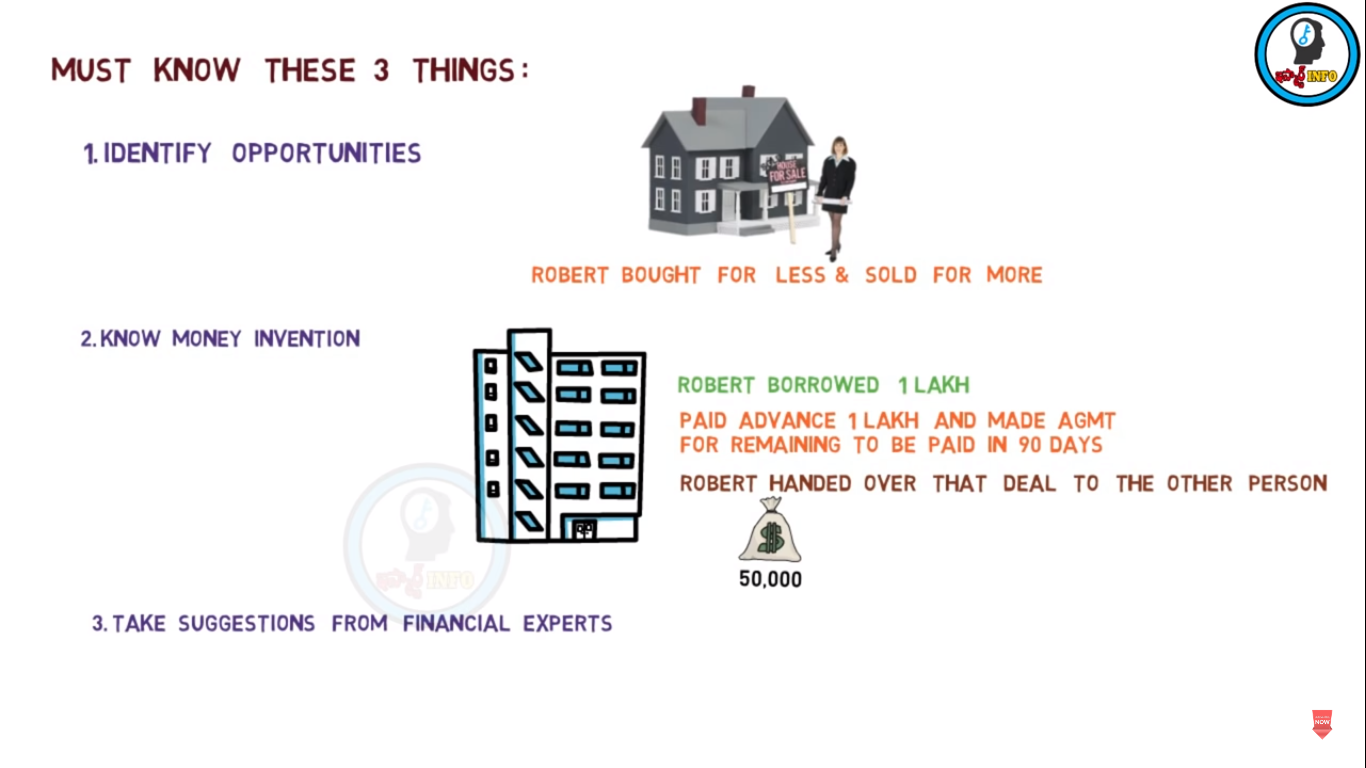 MUST KNOW THESE 3 THINGS:
INFO
1. IDENTIFY OPPORTUNITIES
HOUSE
FOR SALE
ROBERT BOUGHT FOR LESS & SOLD FOR MORE
2. KNOW MONEY INVENTION
ROBERT BORROWED 1 LAKH
PAID ADVANCE 1 LAKH AND MADE AGMT
FOR REMAINING TO BE PAID IN 90 DAYS
ROBERT HANDED OVER THAT DEAL TO THE OTHER PERSON
$
50,000
INFO
3. TAKE SUGGESTIONS FROM FINANCIAL EXPERTS
NOW